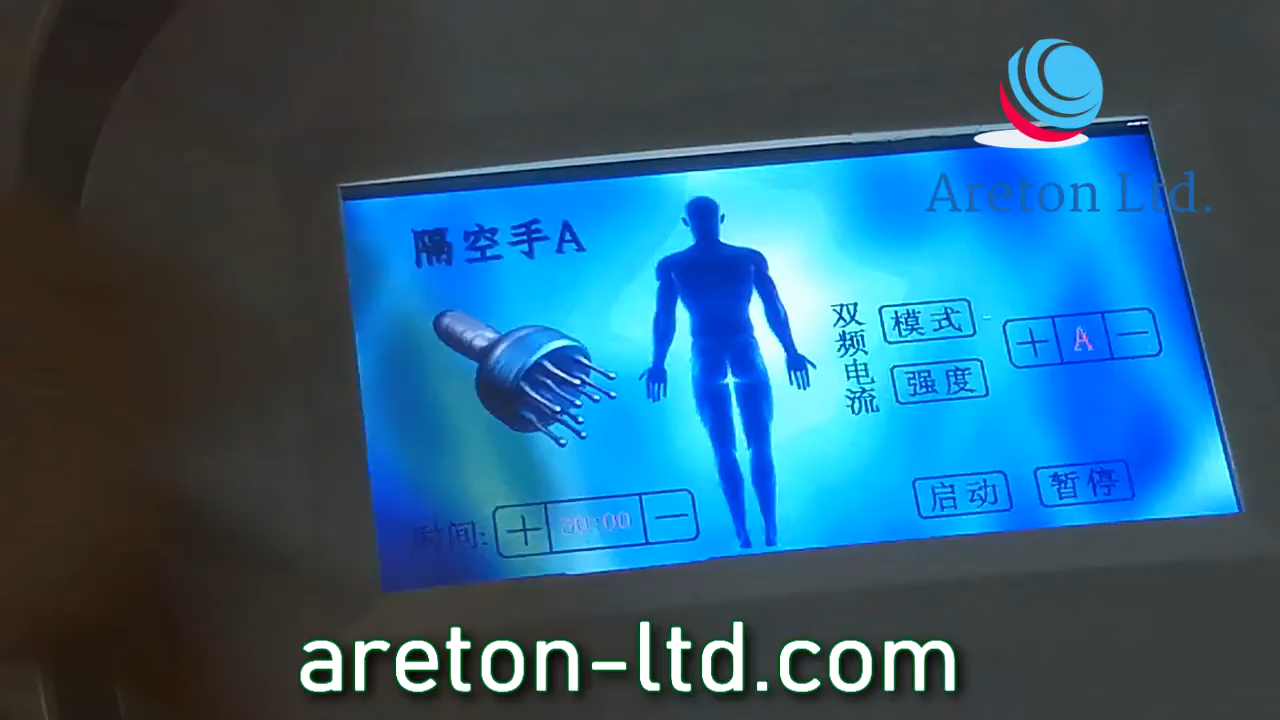 Areton Ltd.
隔空手A
双频电流
模式
+ A −
强度
启动
暂停
时间: + 30:00 −
areton-ltd.com